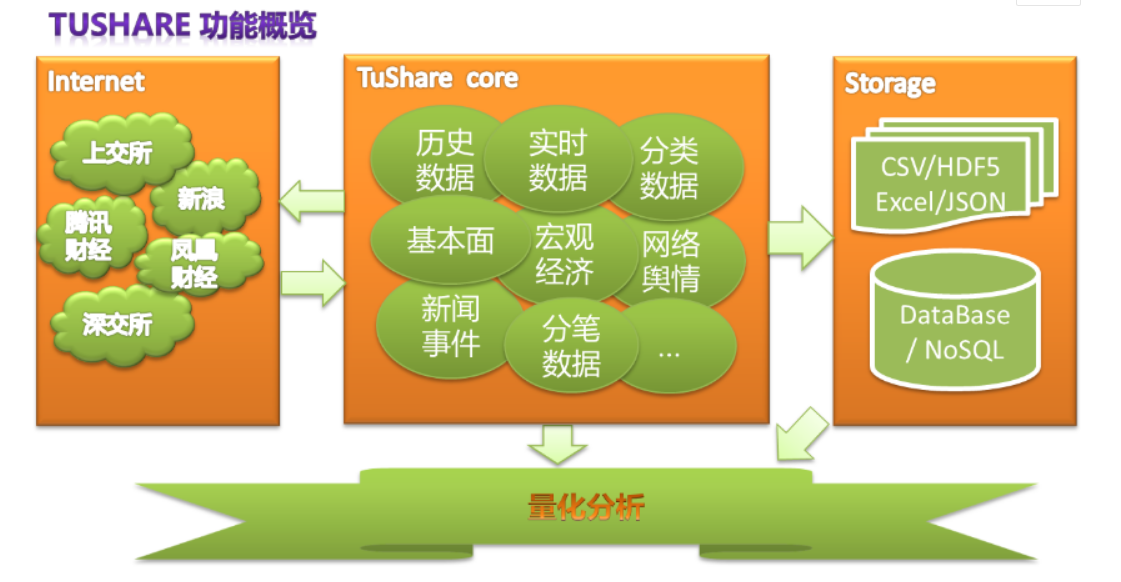 TUSHARE 功能概览
Internet
上交所
新浪
腾讯
财经
凤凰
财经
深交所
TuShare core
历史
数据
实时
数据
分类
数据
基本面
宏观
经济
网络
舆情
新闻
事件
分笔
数据
...
Storage
CSV/HDF5
Excel/JSON
DataBase
/ NoSQL
量化分析